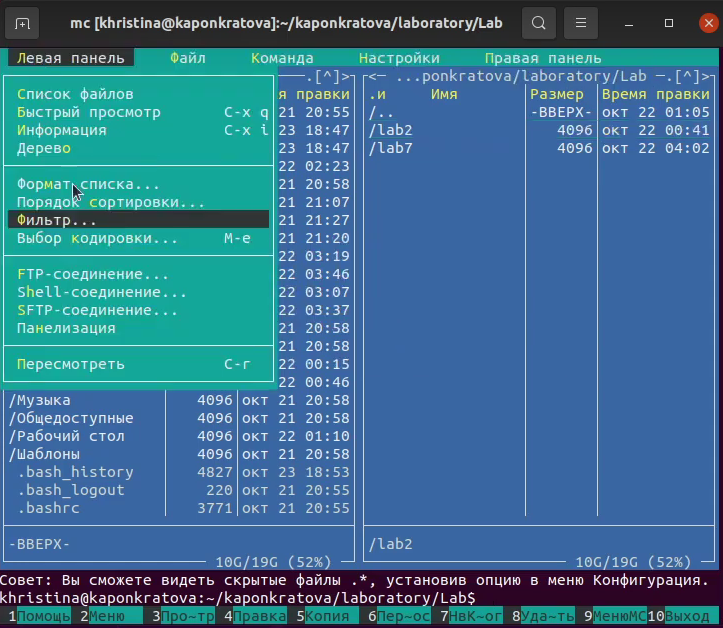 mc [khristina@kaponkratova]:~/kaponkratova/laboratory/Lab
Левая панель Файл Команда Настройки Правая панель
.[^]>
<─ ...ponkratova/laboratory/Lab ─.[^]>
Список файлов
Быстрый просмотр C-x q
Информация C-x i
Дерево
Формат списка...
Порядок сортировки...
Фильтр...
Выбор кодировки... M-e
FTP-соединение...
Shell-соединение...
SFTP-соединение...
Панелизация
Пересмотреть C-r
я правки
21 20:55
23 18:47
23 18:47
22 02:23
21 20:58
21 21:07
21 21:27
21 21:20
22 03:19
22 03:46
22 03:07
22 03:37
21 20:58
21 20:58
22 00:15
22 00:46
/Музыка 4096 окт 21 20:58
/Общедоступные 4096 окт 21 20:58
/Рабочий стол 4096 окт 22 01:10
/Шаблоны 4096 окт 21 20:58
.bash_history 4827 окт 23 18:53
.bash_logout 220 окт 21 20:55
.bashrc 3771 окт 21 20:55
-ВВЕРХ-
10G/19G (52%)
.и Имя Размер Время правки
/.. -ВВЕРХ- окт 22 01:05
/lab2 4096 окт 22 00:41
/lab7 4096 окт 22 04:02
/lab2
10G/19G (52%)
Совет: Вы сможете видеть скрытые файлы .*, установив опцию в меню Конфигурация.
khristina@kaponkratova:~/kaponkratova/laboratory/Lab$
1Помощь 2Меню 3Про~тр 4Правка 5Копия 6Пер~ос 7НвК~ог 8Уда~ть 9МенюMC 10Выход